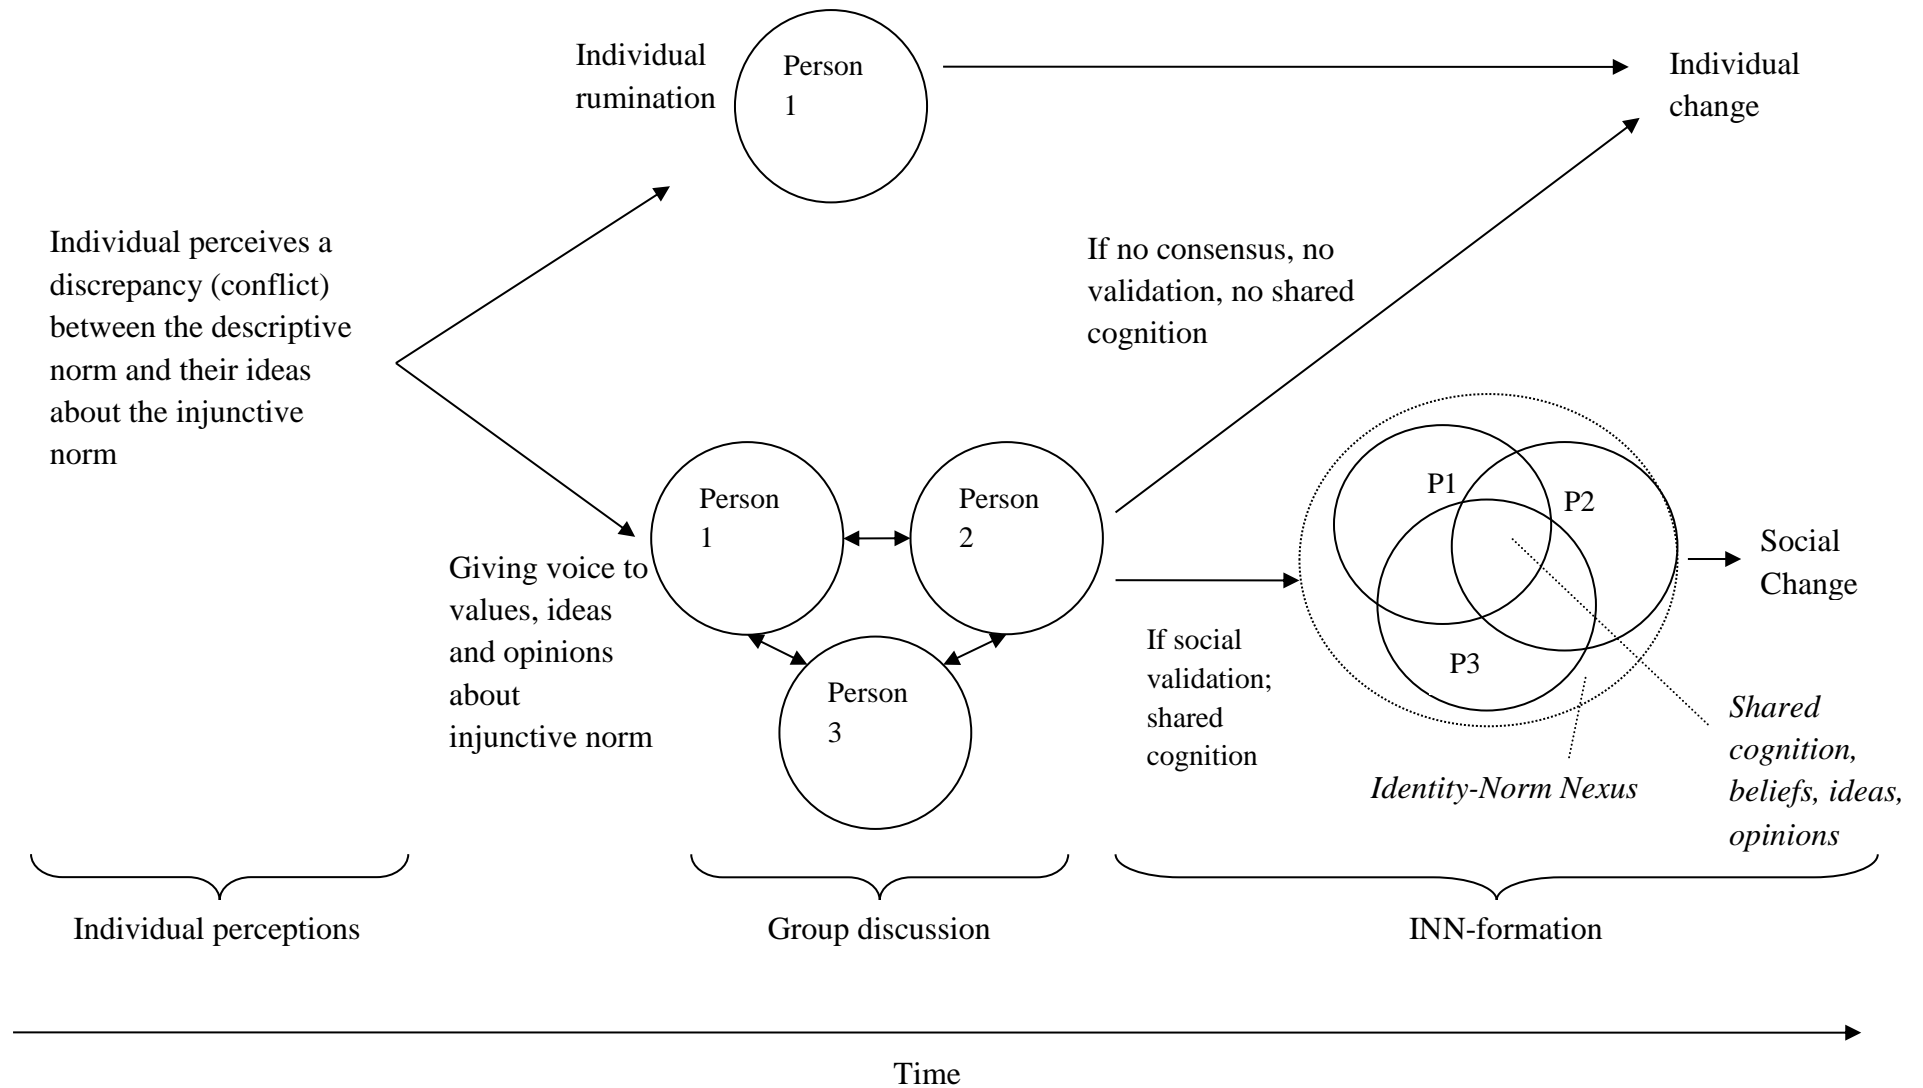 Individual
rumination
Person
1
Individual
change
Individual perceives a
discrepancy (conflict)
between the descriptive
norm and their ideas
about the injunctive
norm
If no consensus, no
validation, no shared
cognition
Person
1
Person
2
Person
3
Giving voice to
values, ideas
and opinions
about
injunctive norm
If social
validation;
shared
cognition
P1
P2
P3
Social
Change
Identity-Norm Nexus
Shared
cognition,
beliefs, ideas,
opinions
Individual perceptions
Group discussion
INN-formation
Time